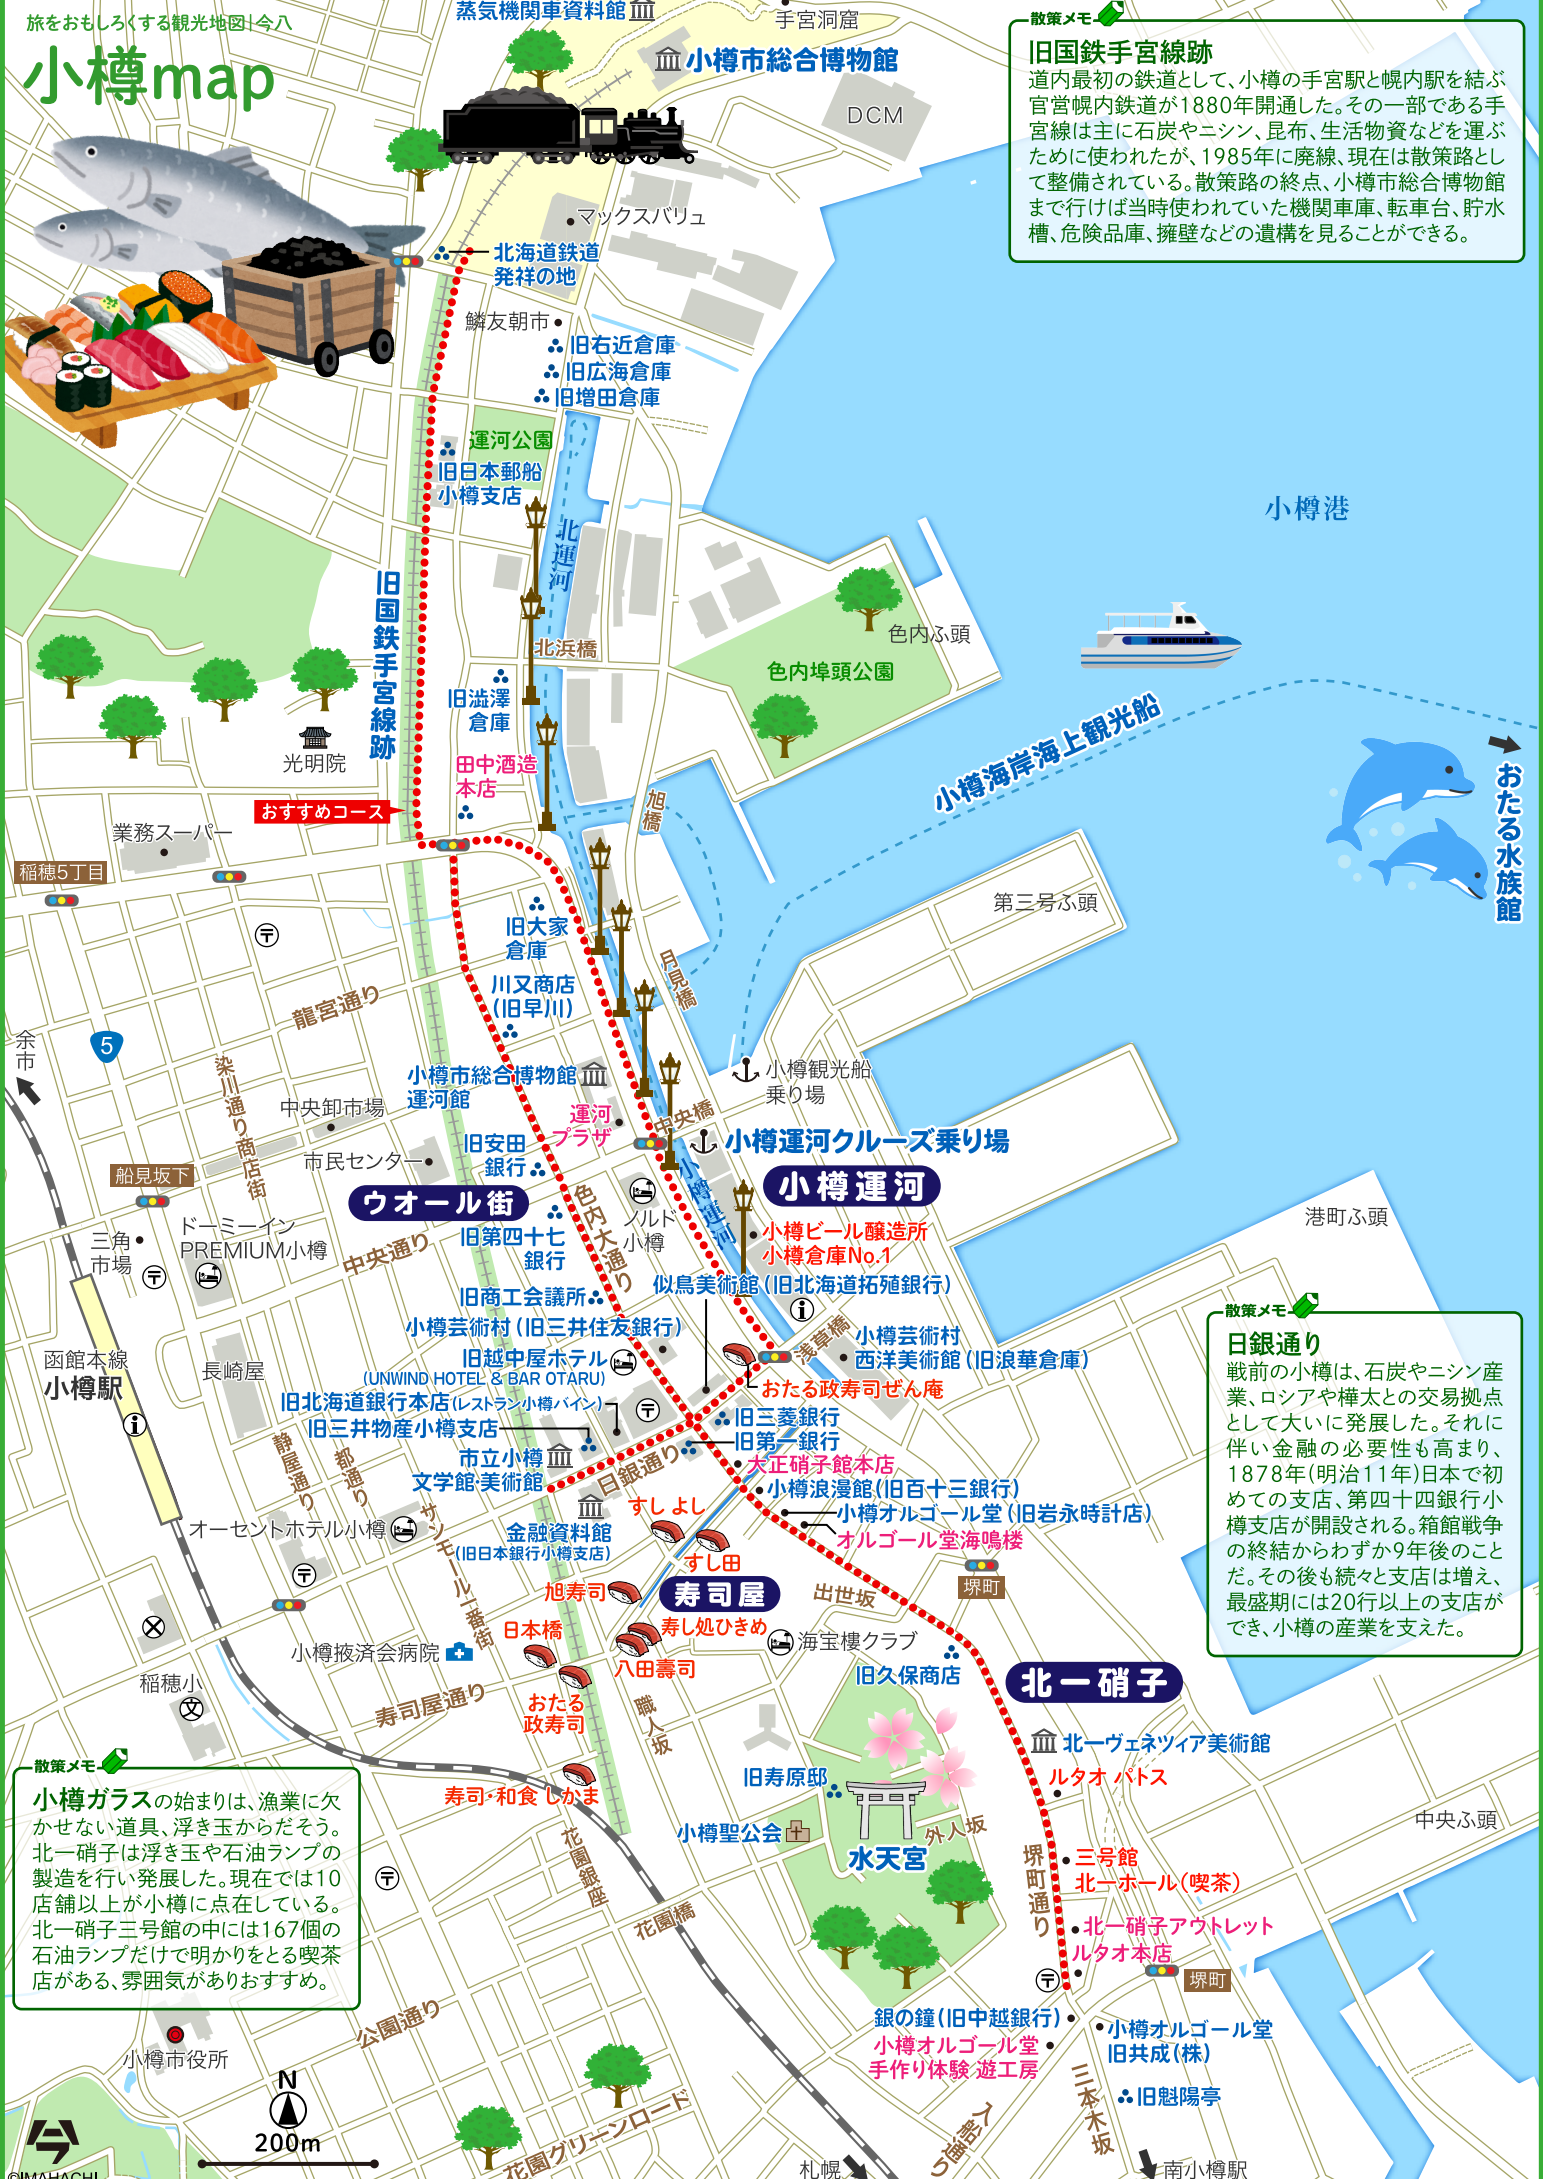 旅をおもしろくする観光地図|今八
小樽map
蒸気機関車資料館
手宮洞窟
小樽市総合博物館
DCM
散策メモ
旧国鉄手宮線跡
道内最初の鉄道として、小樽の手宮駅と幌内駅を結ぶ
官営幌内鉄道が1880年開通した。その一部である手
宮線は主に石炭やニシン、昆布、生活物資などを運ぶ
ために使われたが、1985年に廃線、現在は散策路とし
て整備されている。散策路の終点、小樽市総合博物館
まで行けば当時使われていた機関車庫、転車台、貯水
槽、危険品庫、擁壁などの遺構を見ることができる。
マックスバリュ
北海道鉄道
発祥の地
鱗友朝市
旧右近倉庫
旧広海倉庫
旧増田倉庫
運河公園
旧日本郵船
小樽支店
小樽港
北運河
旧国鉄手宮線跡
北浜橋
色内ふ頭
色内埠頭公園
旧澁澤
倉庫
光明院
田中酒造
本店
小樽海岸海上観光船
おたる水族館
旭橋
おすすめコース
業務スーパー
稲穂5丁目
第三号ふ頭
旧大家
倉庫
月見橋
川又商店
(旧早川)
龍宮通り
余市
5
染川通り商店街
小樽市総合博物館
運河館
小樽観光船
乗り場
中央卸市場
運河
プラザ
中央橋
小樽運河クルーズ乗り場
市民センター
旧安田
銀行
船見坂下
ウオール街
小樽運河
小樽運河
色内大通り
ノルド
小樽
港町ふ頭
三角
市場
ドーミーイン
PREMIUM小樽
中央通り
旧第四十七
銀行
小樽ビール醸造所
小樽倉庫No.1
旧商工会議所
似鳥美術館(旧北海道拓殖銀行)
小樽芸術村(旧三井住友銀行)
浅草橋
小樽芸術村
西洋美術館(旧浪華倉庫)
函館本線
小樽駅
長崎屋
旧越中屋ホテル
(UNWIND HOTEL & BAR OTARU)
おたる政寿司ぜん庵
旧北海道銀行本店(レストラン小樽バイン)
旧三井物産小樽支店
旧三菱銀行
旧第一銀行
市立小樽
文学館・美術館
日銀通り
大正硝子館本店
小樽浪漫館(旧百十三銀行)
小樽オルゴール堂(旧岩永時計店)
オルゴール堂海鳴楼
静屋通り
都通り
サンモール一番街
オーセントホテル小樽
金融資料館
(旧日本銀行小樽支店)
すし よし
すし田
散策メモ
日銀通り
戦前の小樽は、石炭やニシン産
業、ロシアや樺太との交易拠点
として大いに発展した。それに
伴い金融の必要性も高まり、
1878年(明治11年)日本で初
めての支店、第四十四銀行小
樽支店が開設される。箱館戦争
の終結からわずか9年後のこと
だ。その後も続々と支店は増え、
最盛期には20行以上の支店が
でき、小樽の産業を支えた。
旭寿司
寿司屋
出世坂
堺町
日本橋
寿し処ひきめ
海宝樓クラブ
小樽掖済会病院
八田壽司
旧久保商店
稲穂小
文
おたる
政寿司
職人坂
寿司屋通り
北一硝子
北一ヴェネツィア美術館
ルタオ パトス
旧寿原邸
寿司・和食 しかま
小樽聖公会
外人坂
水天宮
中央ふ頭
散策メモ
小樽ガラスの始まりは、漁業に欠
かせない道具、浮き玉からだそう。
北一硝子は浮き玉や石油ランプの
製造を行い発展した。現在では10
店舗以上が小樽に点在している。
北一硝子三号館の中には167個の
石油ランプだけで明かりをとる喫茶
店がある、雰囲気がありおすすめ。
花園銀座
花園橋
堺町通り
三号館
北一ホール(喫茶)
北一硝子アウトレット
ルタオ本店
堺町
銀の鐘(旧中越銀行)
小樽オルゴール堂
手作り体験 遊工房
小樽オルゴール堂
旧共成(株)
公園通り
小樽市役所
三本木坂
旧魁陽亭
N
200m
花園グリーンロード
入船通り
札幌
南小樽駅
©IMAHACHI